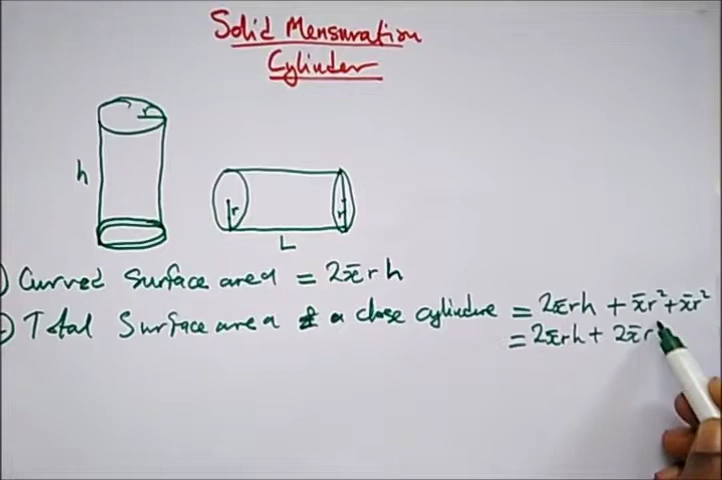 Solid Mensuration
Cylinder
r
h
r
r
L
1) Curved surface area = 2πrh
2) Total Surface area of a close cylinder = 2πrh + πr² + πr²
= 2πrh + 2πr